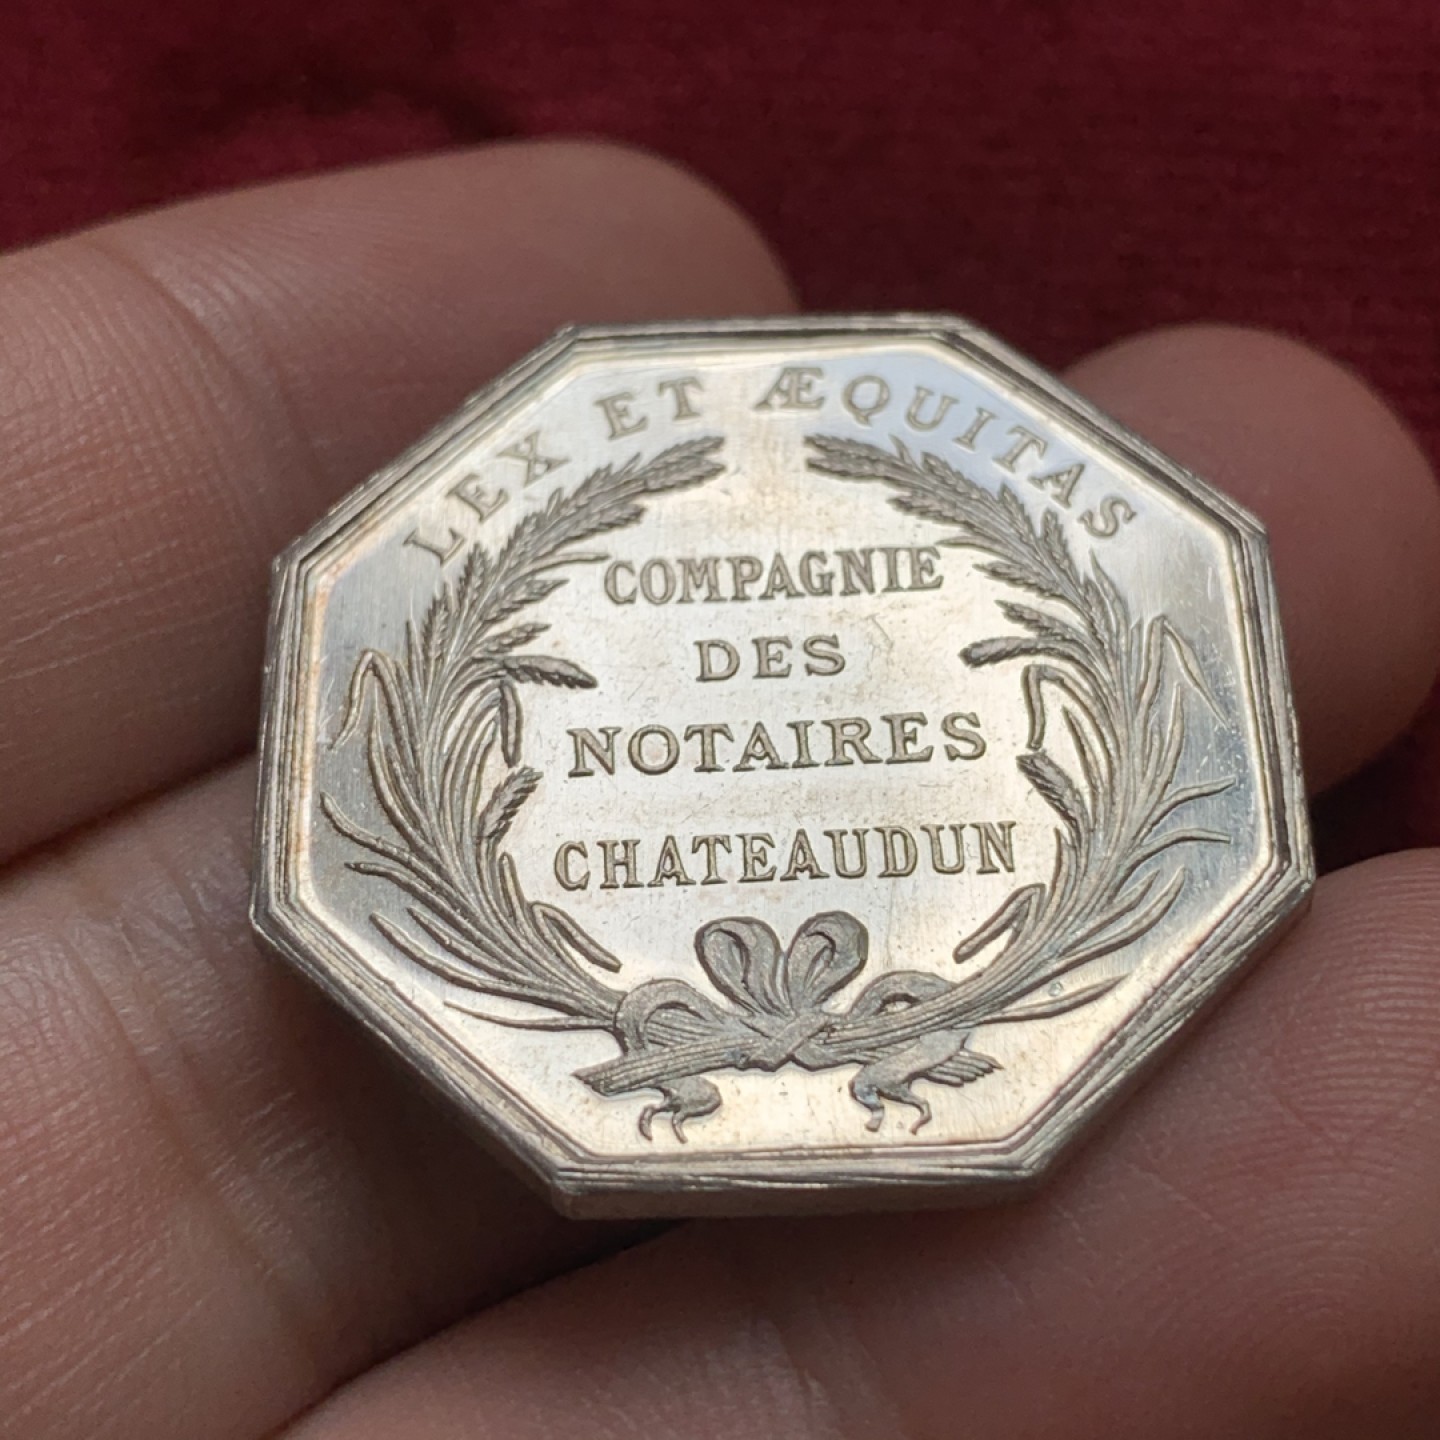 LEX ET ÆQUITAS
COMPAGNIE
DES
NOTAIRES
CHATEAUDUN